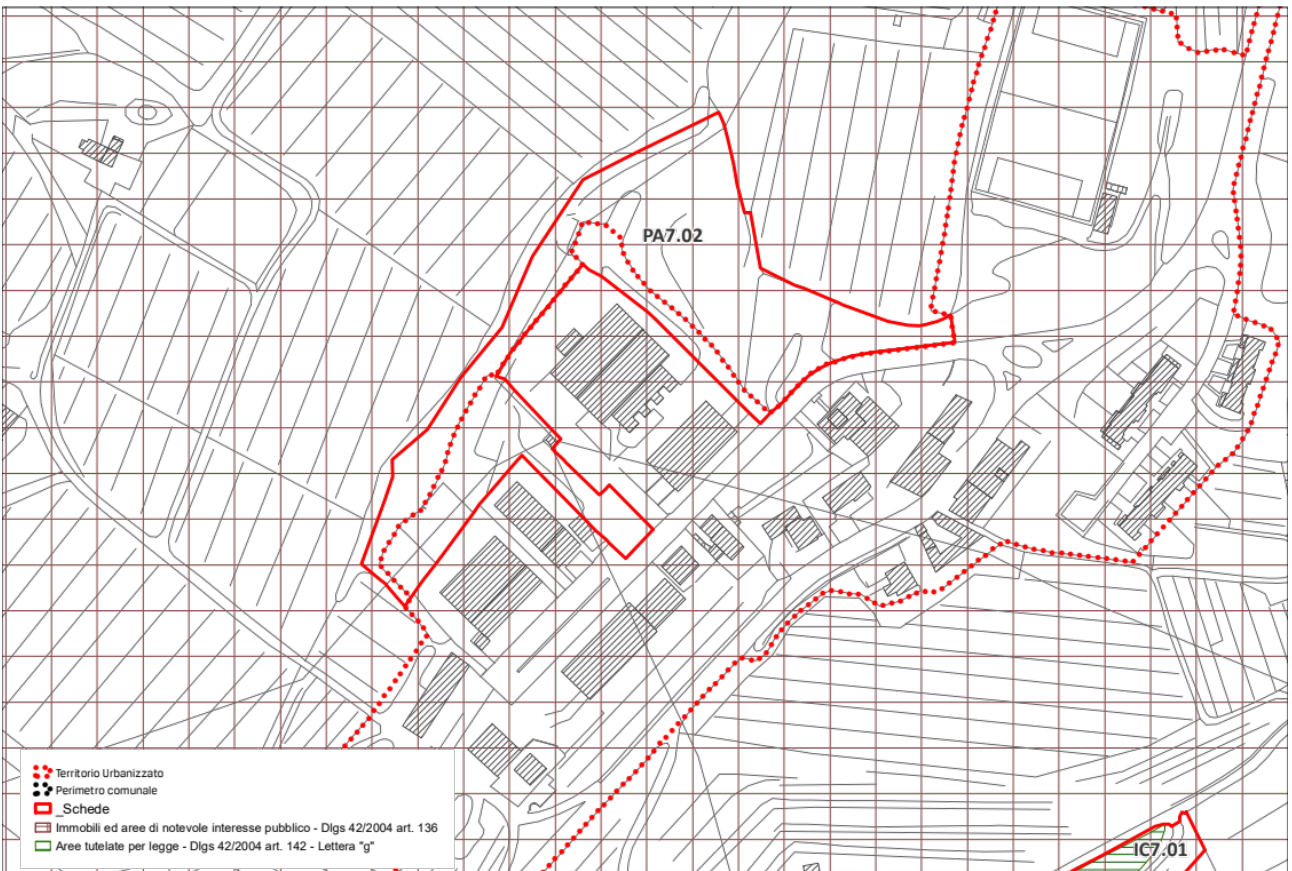 PA7.02
Territorio Urbanizzato
Perimetro comunale
_Schede
Immobili ed aree di notevole interesse pubblico - Dlgs 42/2004 art. 136
Aree tutelate per legge - Dlgs 42/2004 art. 142 - Lettera "g"
IC7.01